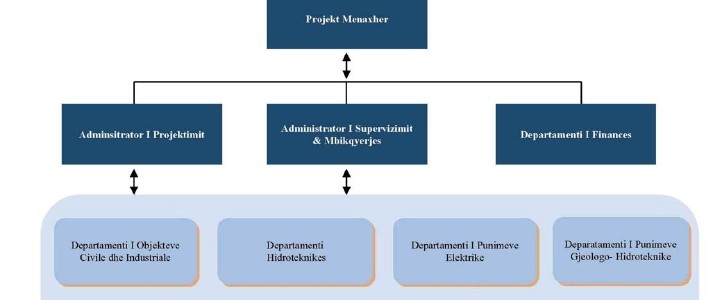 Projekt Menaxher
Adminsitrator I Projektimit
Administrator I Supervizimit
& Mbikqyerjes
Departamenti I Finances
Departamenti I Objekteve
Civile dhe Industriale
Departamenti
Hidroteknikes
Departamenti I Punimeve
Elektrike
Deparatamenti I Punimeve
Gjeologo- Hidroteknike